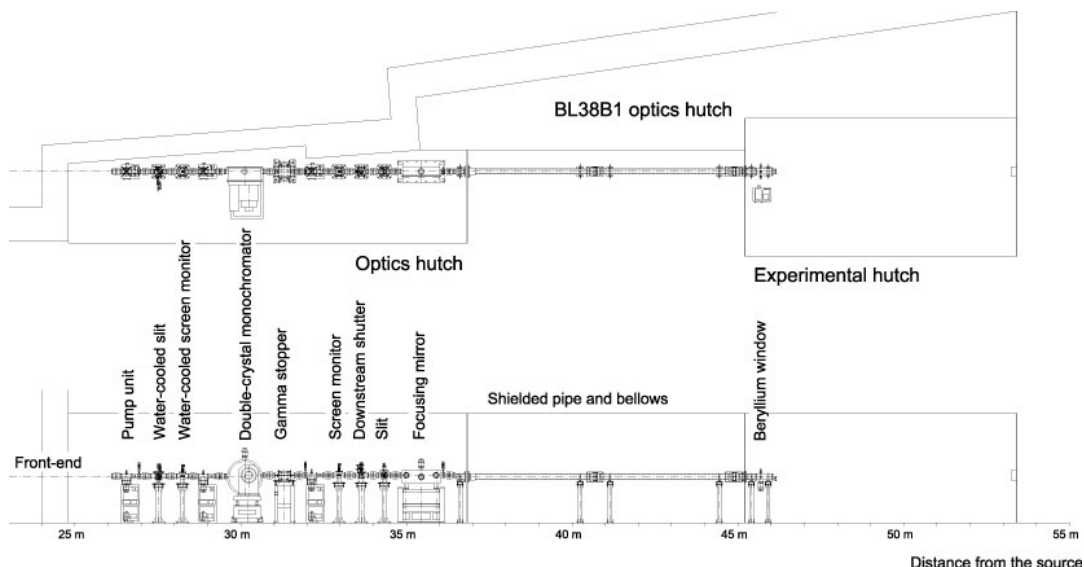 BL38B1 optics hutch
Optics hutch
Experimental hutch
Pump unit
Water-cooled slit
Water-cooled screen monitor
Double-crystal monochromator
Gamma stopper
Screen monitor
Downstream shutter
Slit
Focusing mirror
Beryllium window
Shielded pipe and bellows
Front-end
25 m 30 m 35 m 40 m 45 m 50 m 55 m
Distance from the source